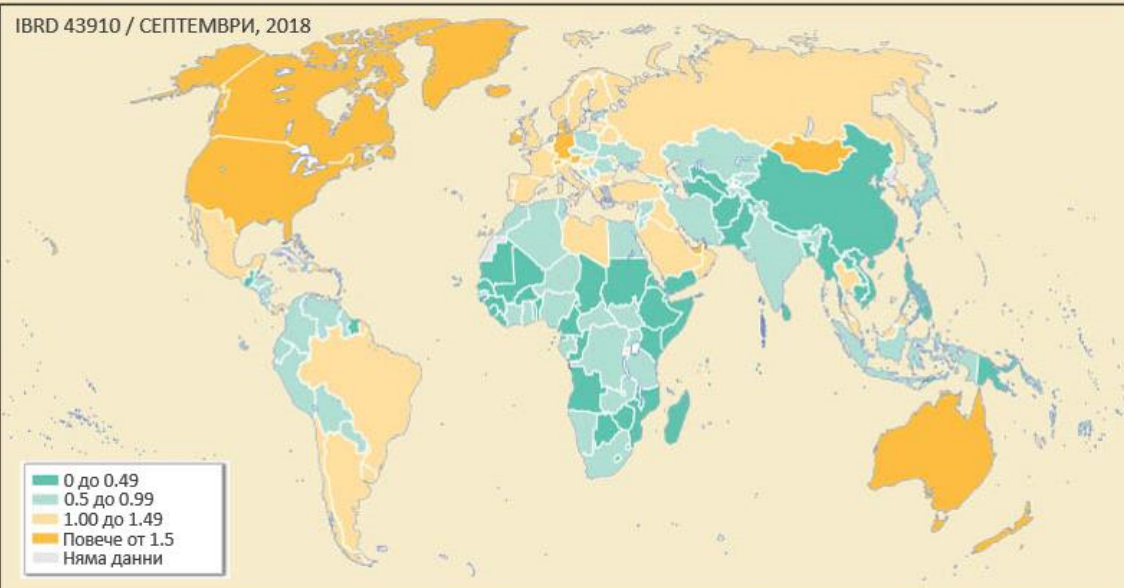 IBRD 43910 / СЕПТЕМВРИ, 2018
0 до 0.49
0.5 до 0.99
1.00 до 1.49
Повече от 1.5
Няма данни